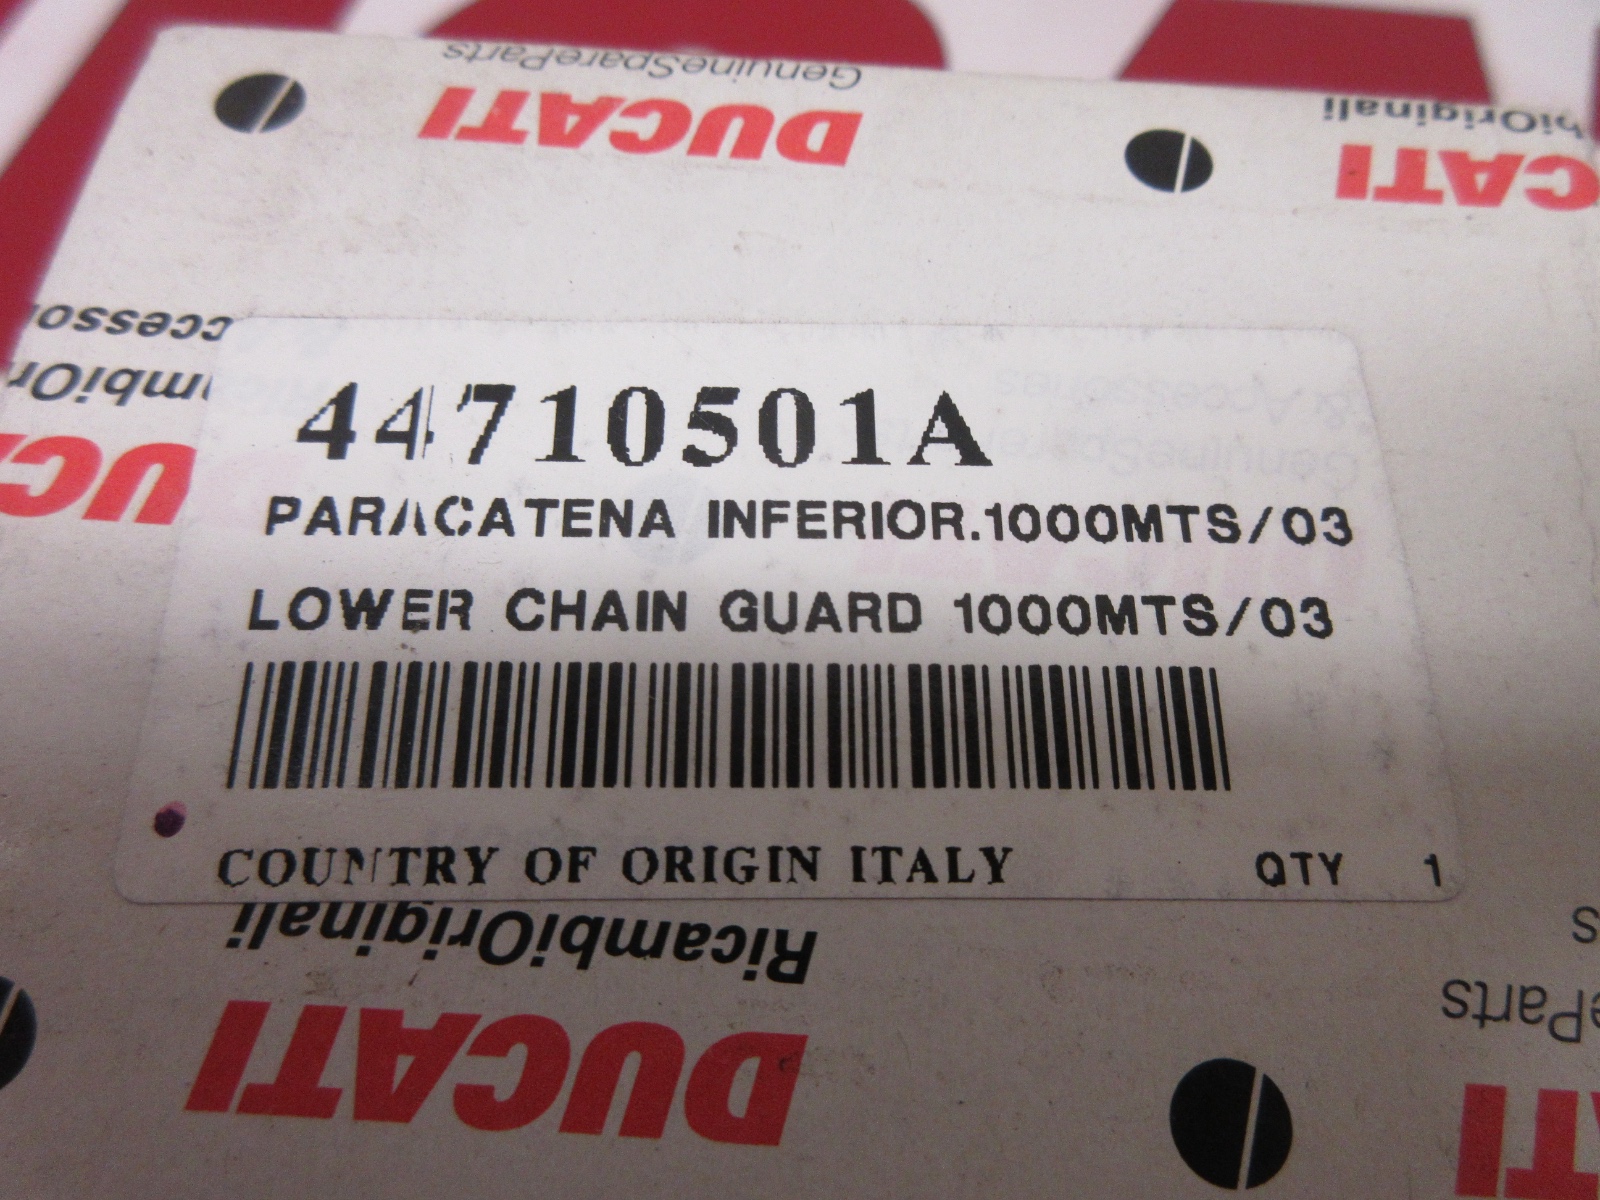 GenuineSpareParts
DUCATI
Originali
CATI
RicambiOriginali
DUCATI
44710501A
PARACATENA INFERIOR.1000MTS/03
LOWER CHAIN GUARD 1000MTS/03
COUNTRY OF ORIGIN ITALY QTY 1